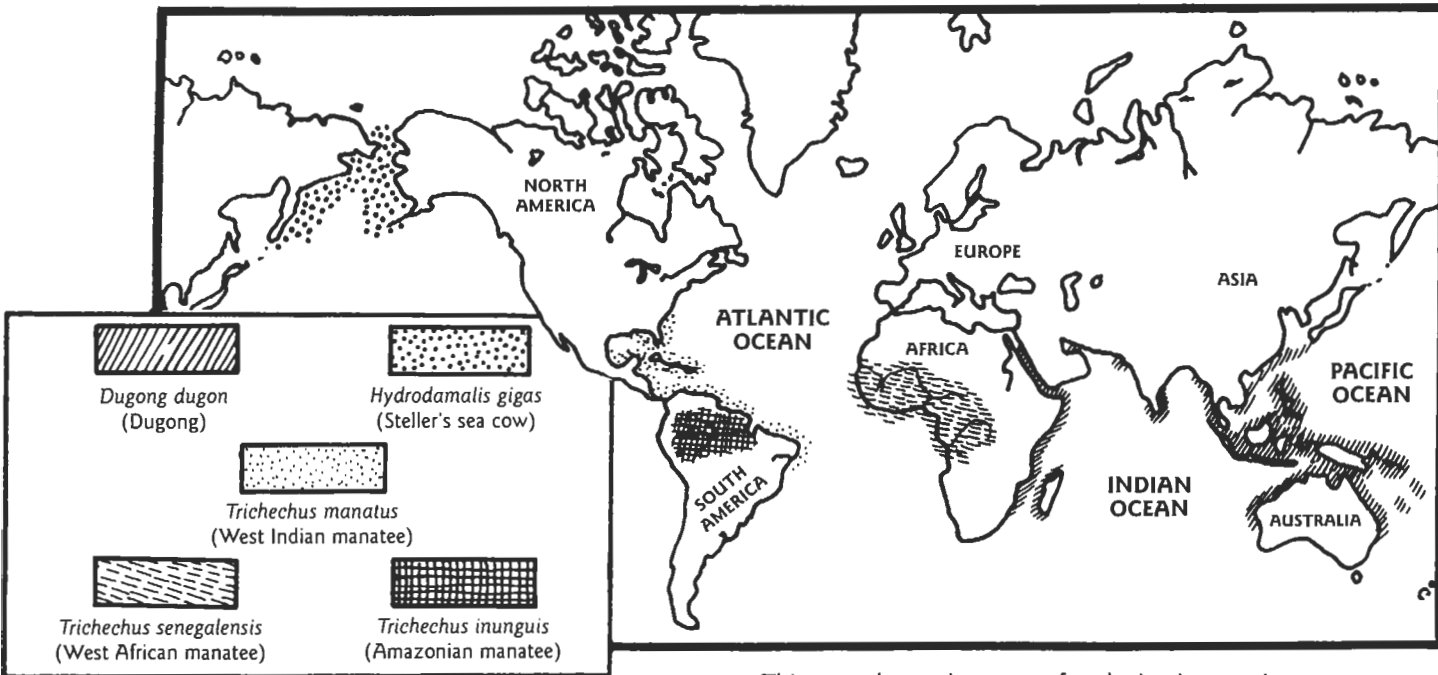 NORTH
AMERICA
EUROPE
ASIA
ATLANTIC
OCEAN
AFRICA
PACIFIC
OCEAN
SOUTH
AMERICA
INDIAN
OCEAN
AUSTRALIA
Dugong dugon
(Dugong)
Hydrodamalis gigas
(Steller's sea cow)
Trichechus manatus
(West Indian manatee)
Trichechus senegalensis
(West African manatee)
Trichechus inunguis
(Amazonian manatee)